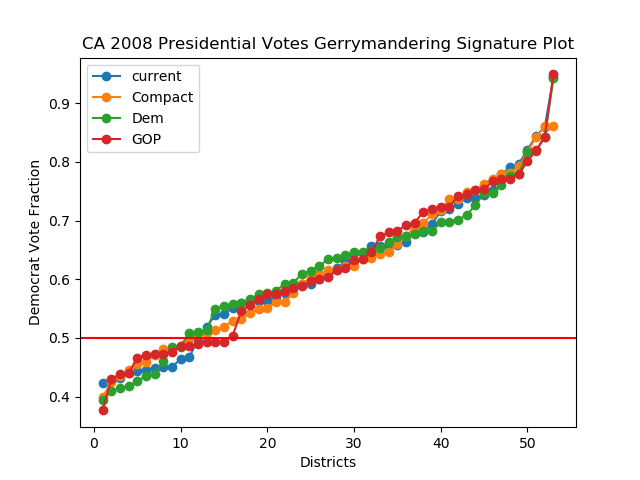 CA 2008 Presidential Votes Gerrymandering Signature Plot
current
Compact
Dem
GOP
0.9
0.8
0.7
0.6
0.5
0.4
Democrat Vote Fraction
0 10 20 30 40 50
Districts